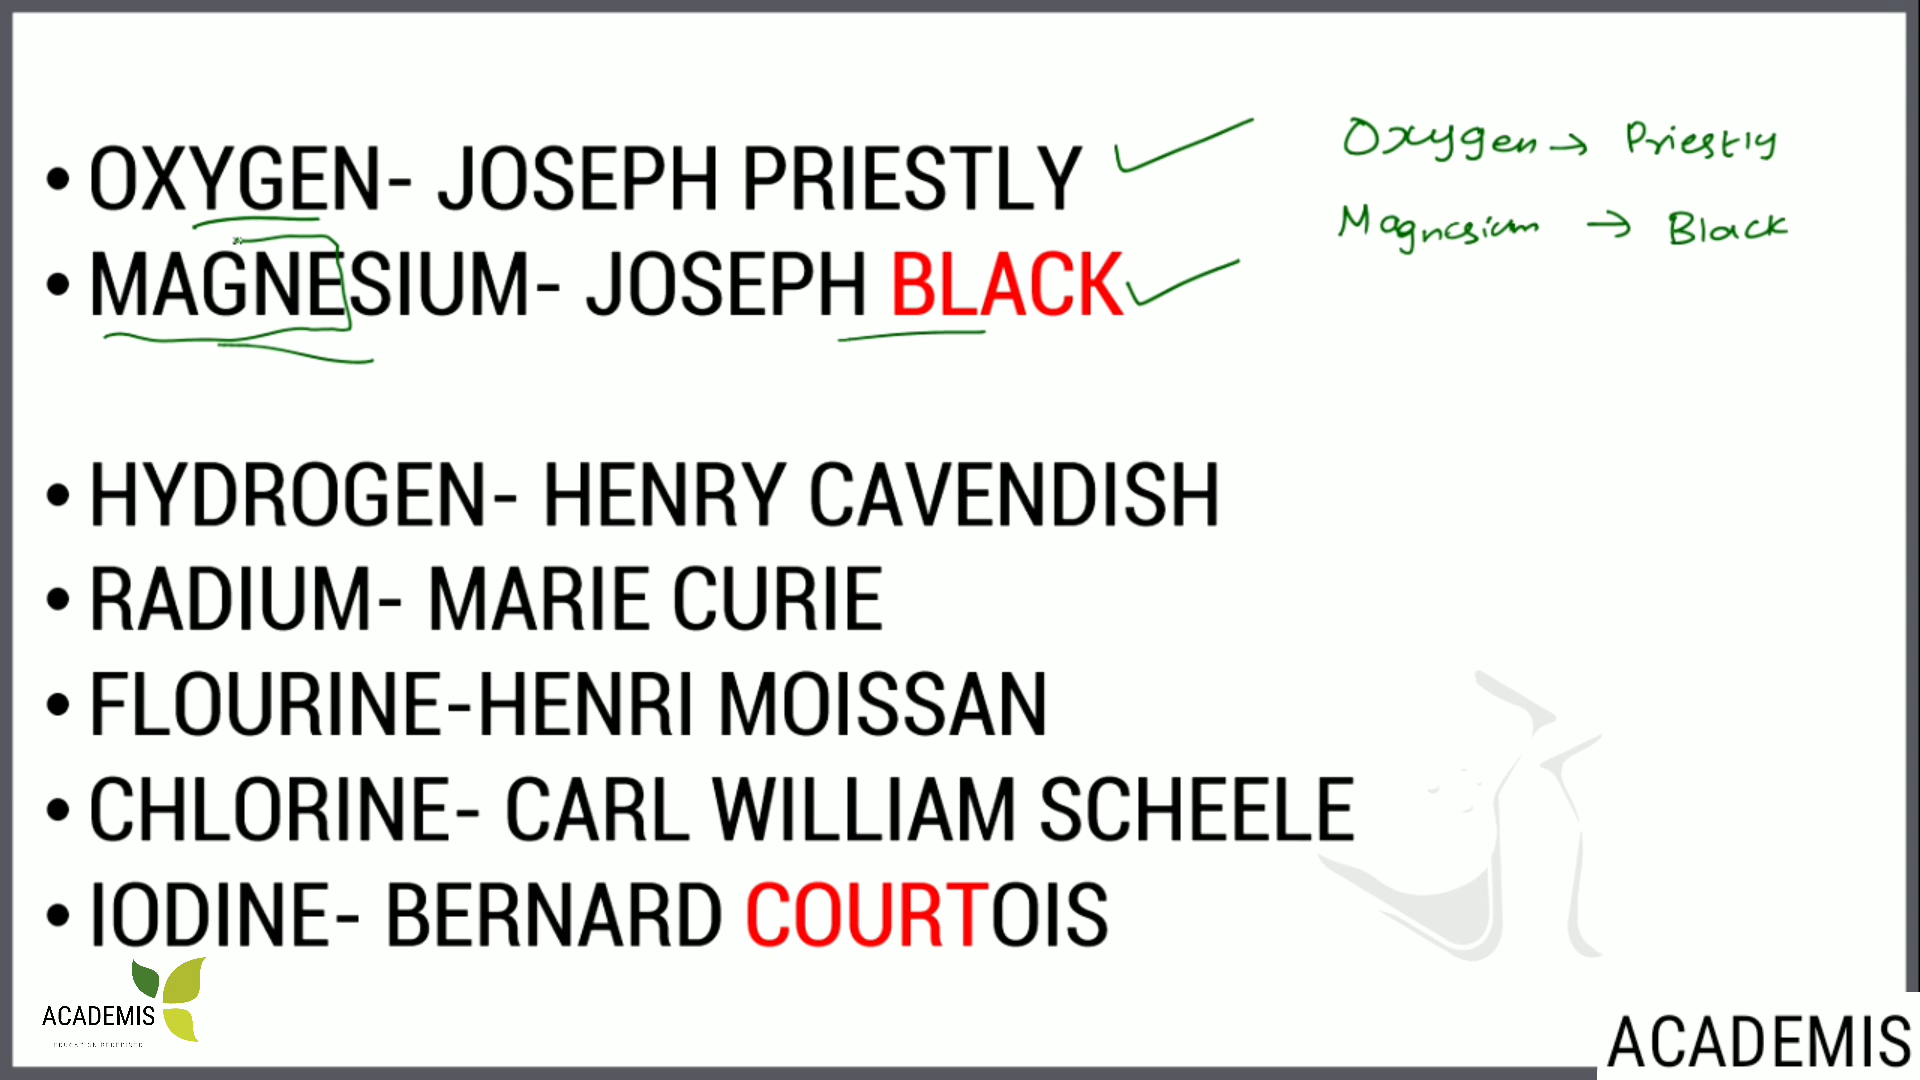 • OXYGEN- JOSEPH PRIESTLY
Oxygen → Priestly
• MAGNESIUM- JOSEPH BLACK
Magnesium → Black
• HYDROGEN- HENRY CAVENDISH
• RADIUM- MARIE CURIE
• FLOURINE-HENRI MOISSAN
• CHLORINE- CARL WILLIAM SCHEELE
• IODINE- BERNARD COURTOIS
ACADEMIS
ACADEMIS